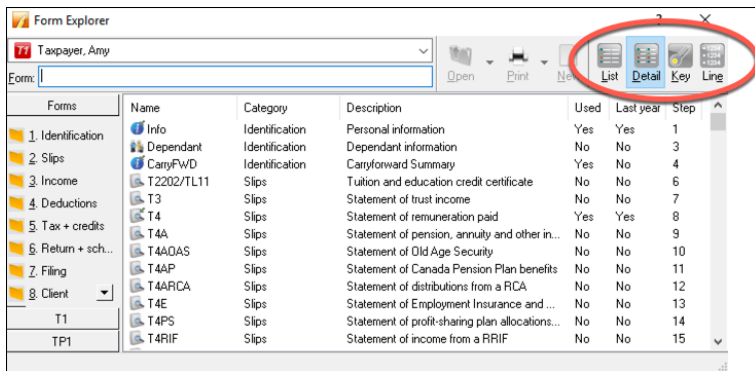 Form Explorer ?
T1 Taxpayer, Amy
Form:
Open Print New List Detail Key Line
Forms
1. Identification
2. Slips
3. Income
4. Deductions
5. Tax + credits
6. Return + sch...
7. Filing
8. Client
T1
TP1
Name Category Description Used Last year Step
Info Identification Personal information Yes Yes 1
Dependant Identification Dependant information No No 3
CarryFWD Identification Carryforward Summary Yes No 4
T2202/TL11 Slips Tuition and education credit certificate No No 6
T3 Slips Statement of trust income No No 7
T4 Slips Statement of remuneration paid Yes Yes 8
T4A Slips Statement of pension, annuity and other in... No No 9
T4AOAS Slips Statement of Old Age Security No No 10
T4AP Slips Statement of Canada Pension Plan benefits No No 11
T4ARCA Slips Statement of distributions from a RCA No No 12
T4E Slips Statement of Employment Insurance and ... No No 13
T4PS Slips Statement of profit-sharing plan allocations... No No 14
T4RIF Slips Statement of income from a RRIF No No 15